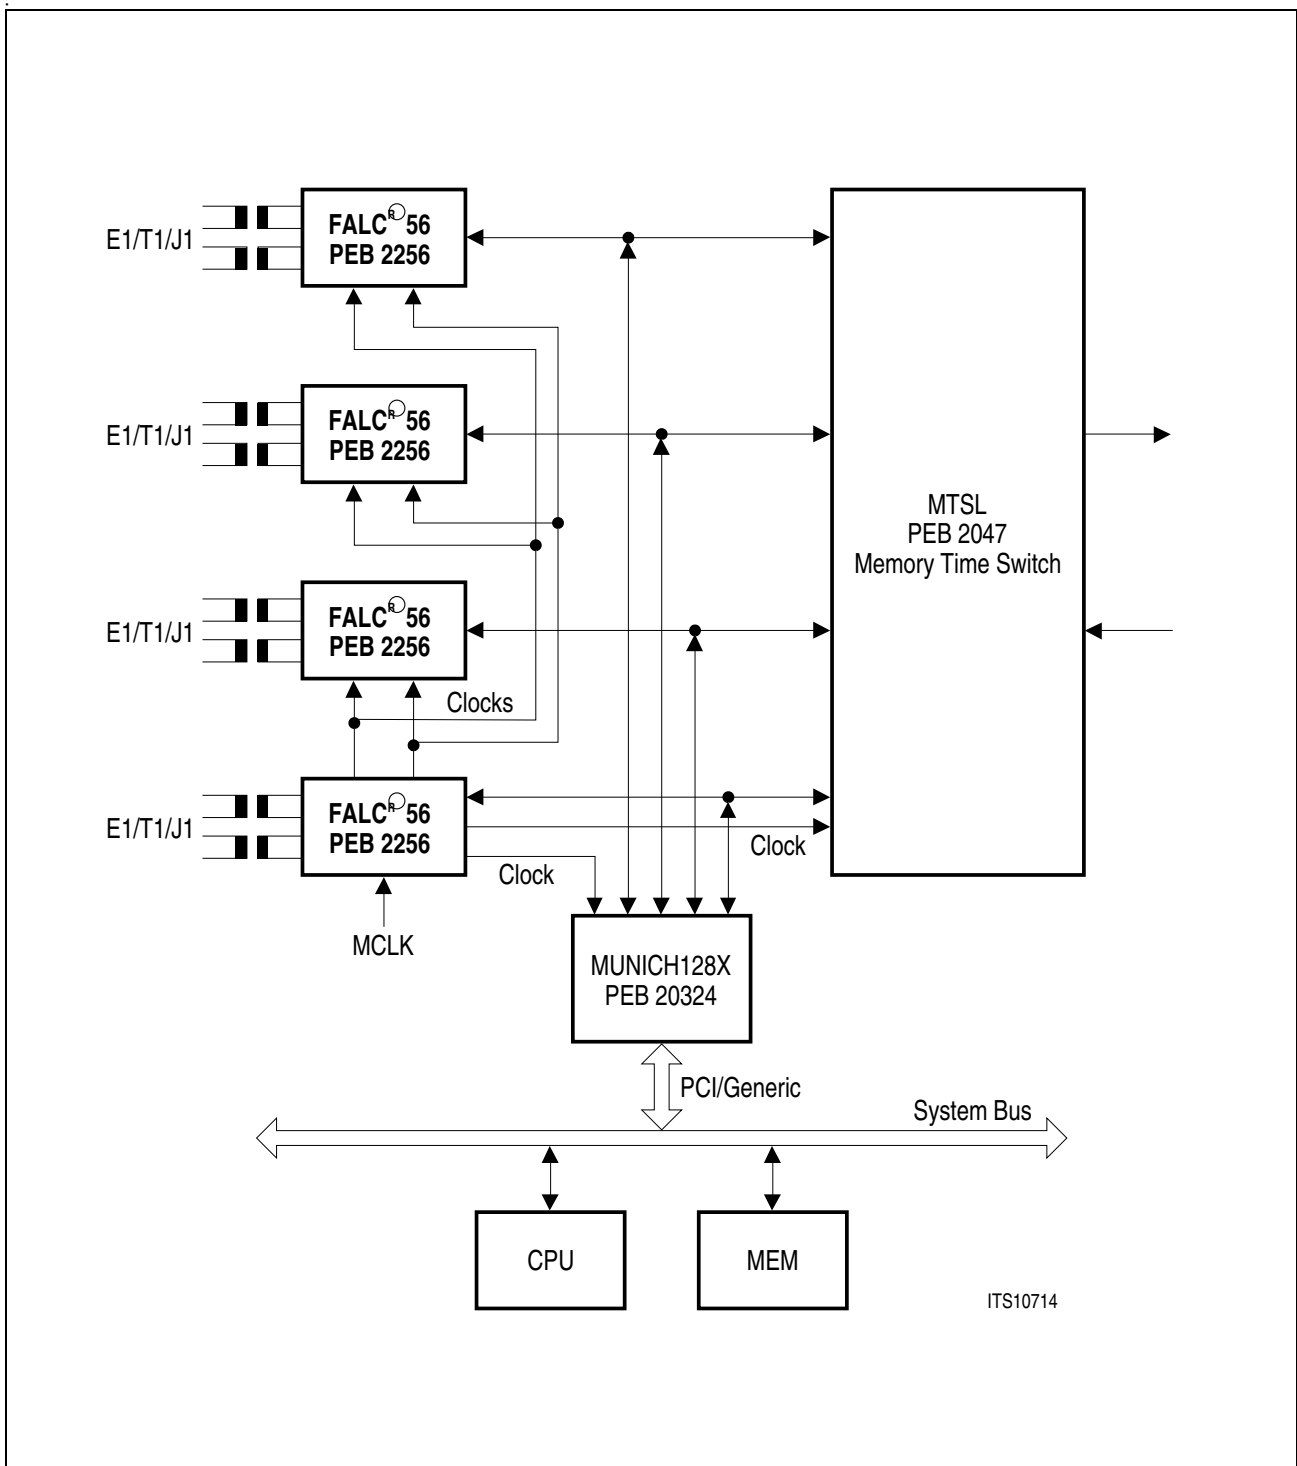 E1/T1/J1
FALC® 56
PEB 2256
E1/T1/J1
FALC® 56
PEB 2256
MTSL
PEB 2047
Memory Time Switch
E1/T1/J1
FALC® 56
PEB 2256
Clocks
E1/T1/J1
FALC® 56
PEB 2256
Clock
Clock
MCLK
MUNICH128X
PEB 20324
PCI/Generic
System Bus
CPU
MEM
ITS10714